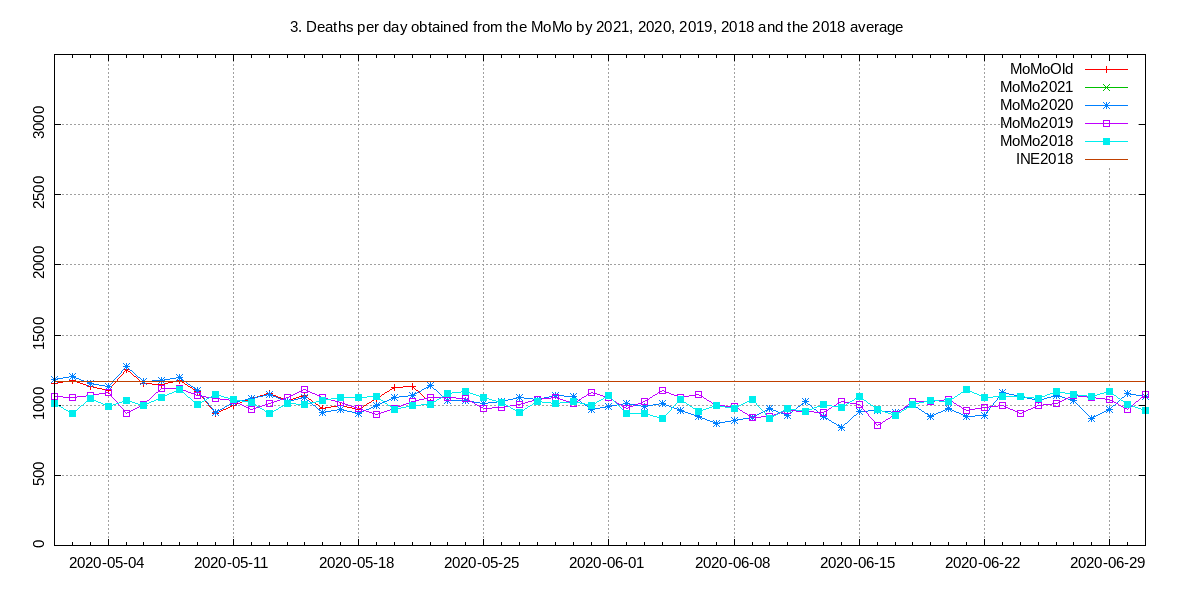 3. Deaths per day obtained from the MoMo by 2021, 2020, 2019, 2018 and the 2018 average
MoMoOld
MoMo2021
MoMo2020
MoMo2019
MoMo2018
INE2018
3000
2500
2000
1500
1000
500
0
2020-05-04 2020-05-11 2020-05-18 2020-05-25 2020-06-01 2020-06-08 2020-06-15 2020-06-22 2020-06-29